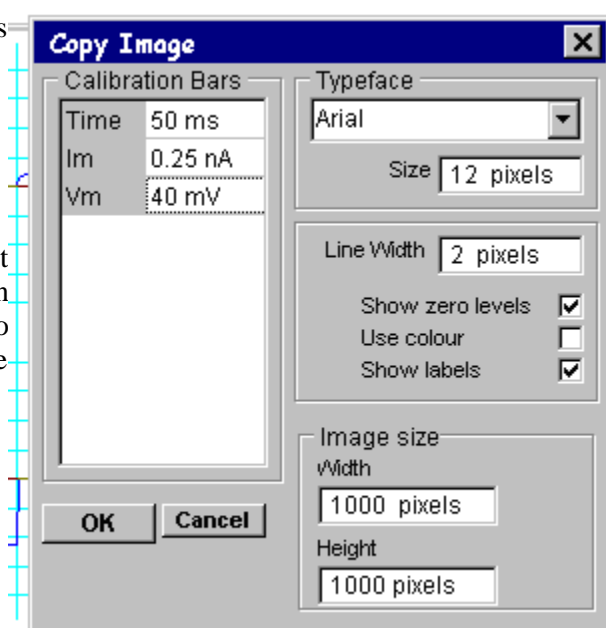 s
Copy Image
Calibration Bars
Time 50 ms
Im 0.25 nA
Vm 40 mV
t
n
o
e
OK Cancel
Typeface
Arial
Size 12 pixels
Line Width 2 pixels
Show zero levels
Use colour
Show labels
Image size
Width
1000 pixels
Height
1000 pixels